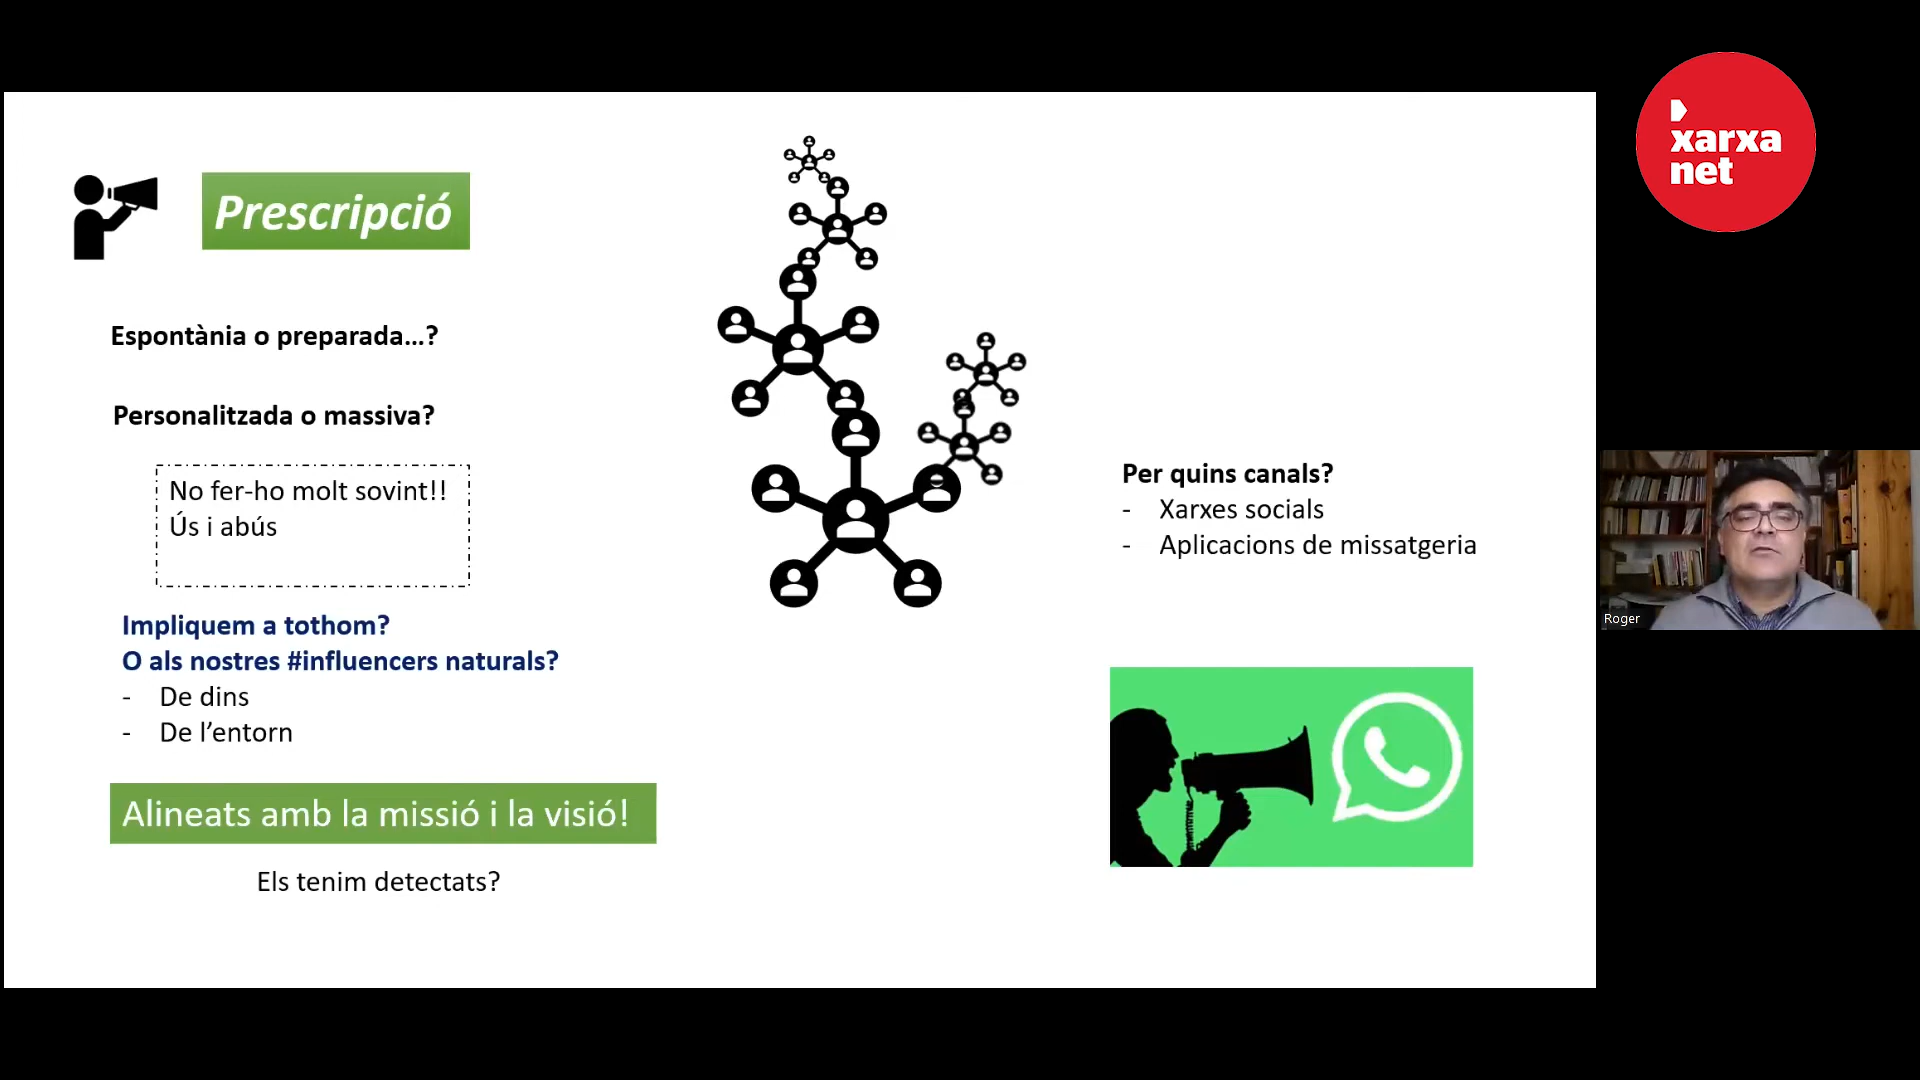 Prescripció
Espontània o preparada...?
Personalitzada o massiva?
No fer-ho molt sovint!!
Ús i abús
Impliquem a tothom?
O als nostres #influencers naturals?
- De dins
- De l’entorn
Alineats amb la missió i la visió!
Els tenim detectats?
Per quins canals?
- Xarxes socials
- Aplicacions de missatgeria
xarxa
net
Roger